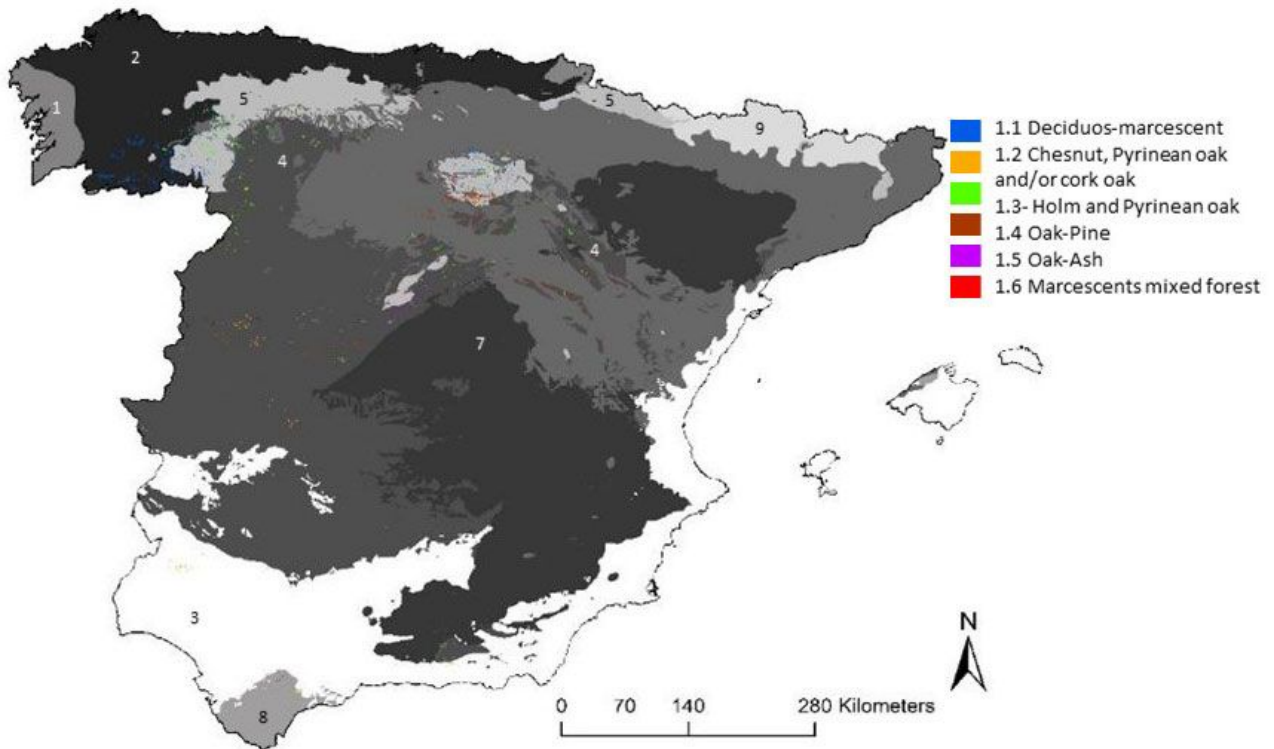 2
1
5
5
9
4
4
7
3
8
1.1 Deciduos-marcescent
1.2 Chesnut, Pyrinean oak
and/or cork oak
1.3- Holm and Pyrinean oak
1.4 Oak-Pine
1.5 Oak-Ash
1.6 Marcescents mixed forest
N
0 70 140 280 Kilometers